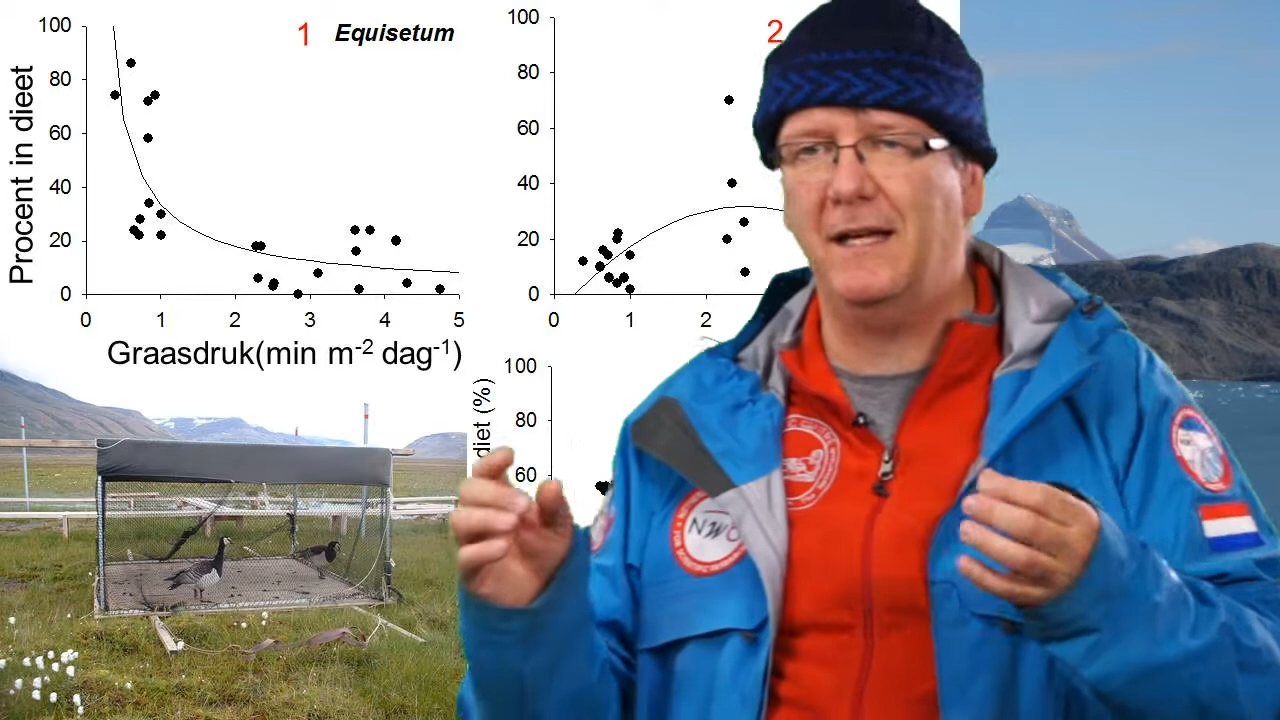 1 Equisetum
Procent in dieet
100
80
60
40
20
0
0 1 2 3 4 5
Graasdruk(min m-2 dag-1)
2
100
80
60
40
20
0
0 1 2
diet (%)
100
80
60
NWO